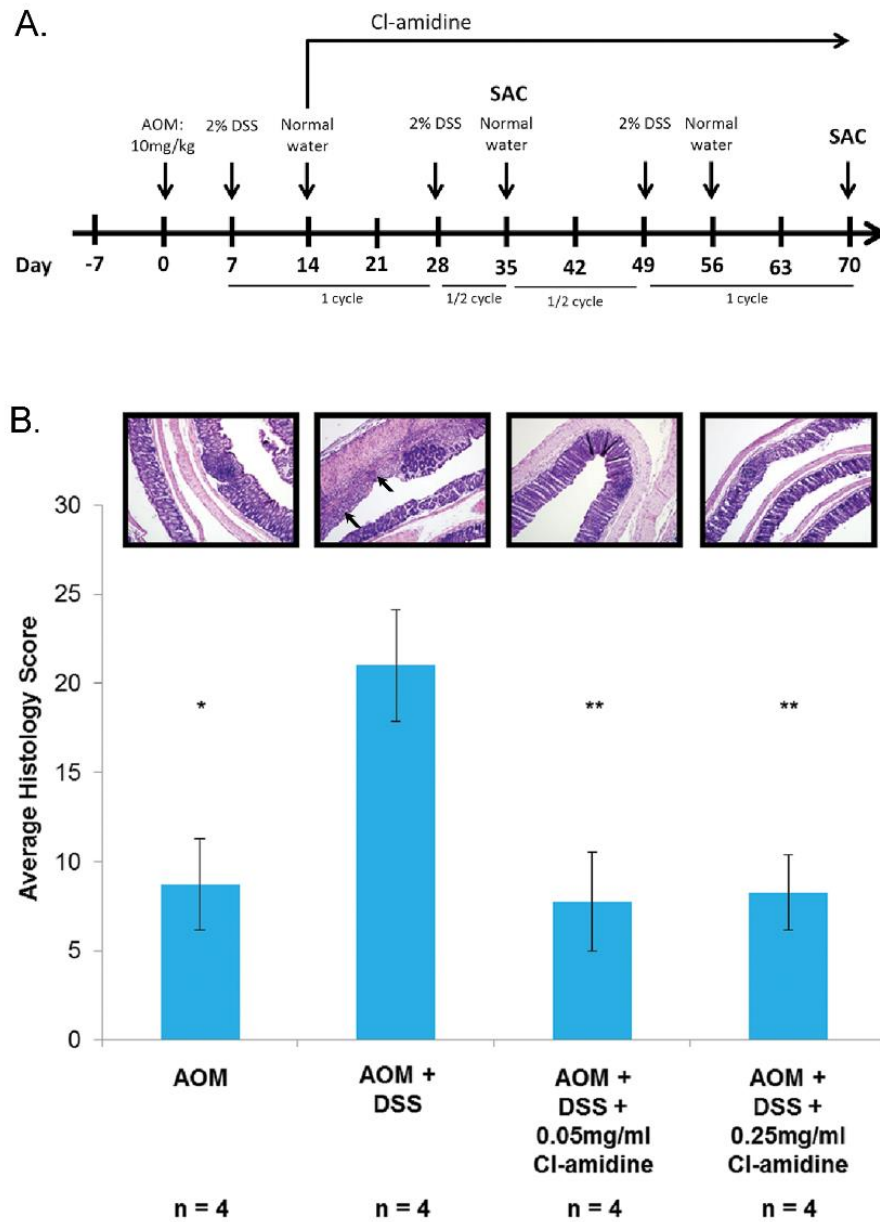 A.
Cl-amidine
SAC
AOM:
10mg/kg
2% DSS
Normal
water
2% DSS
Normal
water
2% DSS
Normal
water
SAC
Day
-7 0 7 14 21 28 35 42 49 56 63 70
1 cycle 1/2 cycle 1/2 cycle 1 cycle
B.
Average Histology Score
30
25
20
15
10
5
0
* ** **
AOM
AOM +
DSS
AOM +
DSS +
0.05mg/ml
Cl-amidine
AOM +
DSS +
0.25mg/ml
Cl-amidine
n = 4 n = 4 n = 4 n = 4